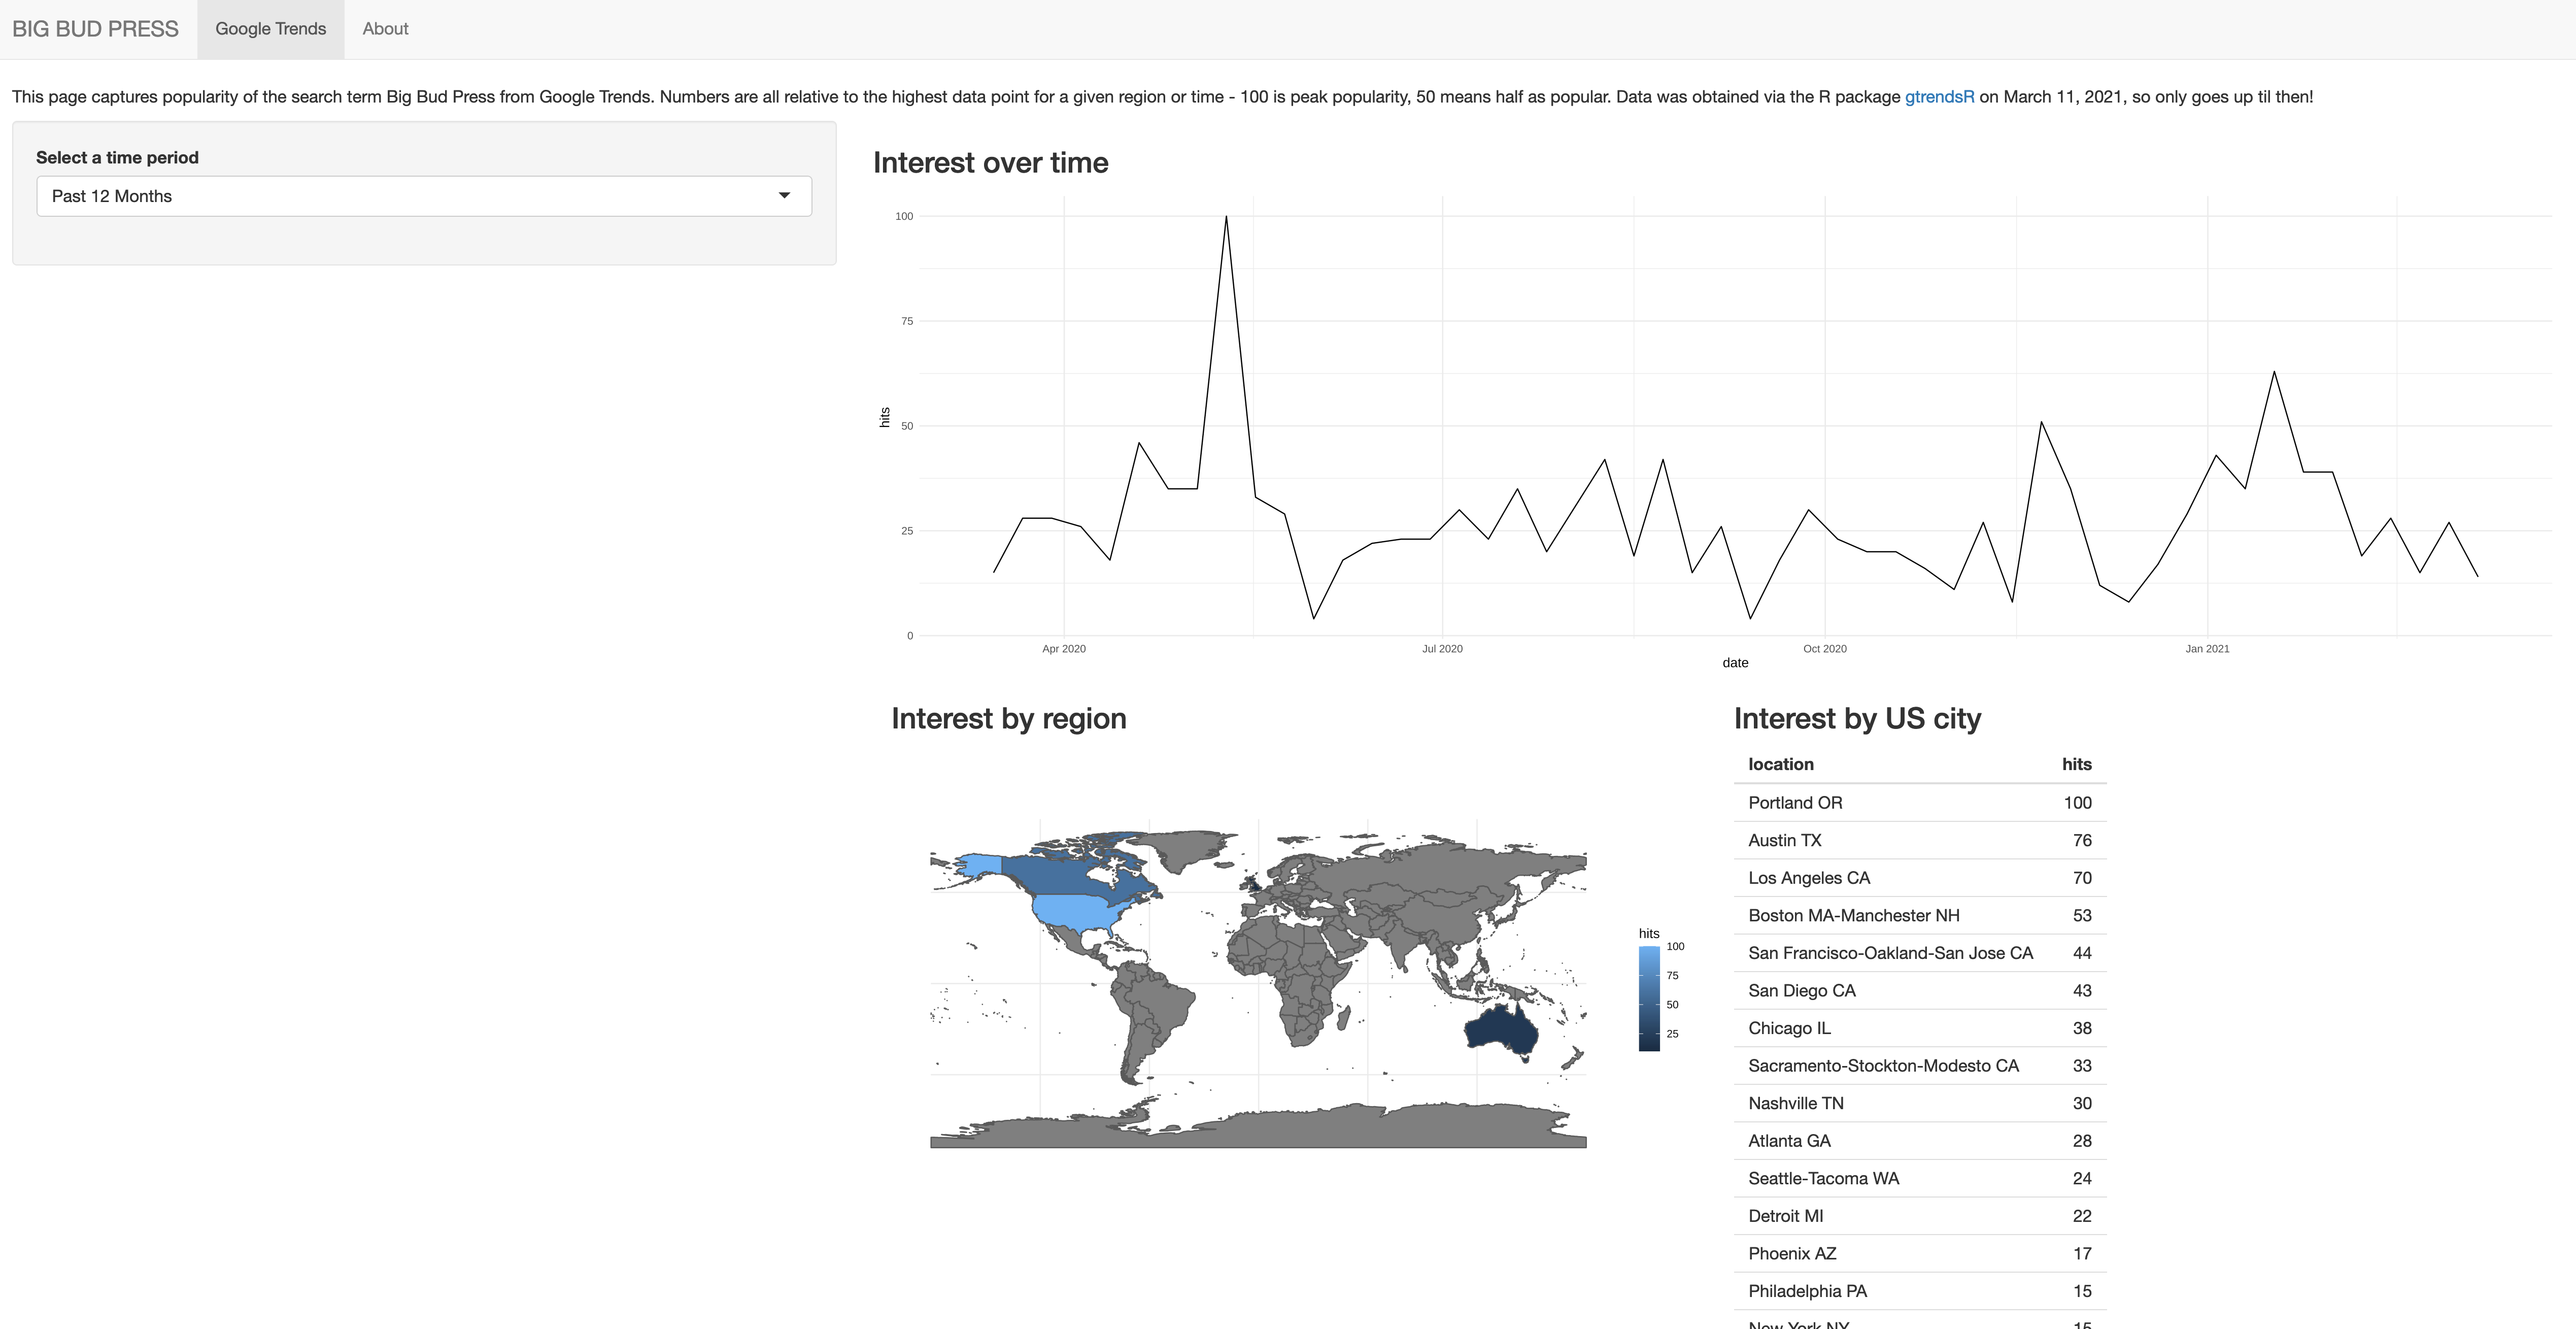 BIG BUD PRESS
Google Trends
About
This page captures popularity of the search term Big Bud Press from Google Trends. Numbers are all relative to the highest data point for a given region or time - 100 is peak popularity, 50 means half as popular. Data was obtained via the R package gtrendsR on March 11, 2021, so only goes up til then!
Select a time period
Past 12 Months
Interest over time
100
75
50
25
0
hits
Apr 2020
Jul 2020
Oct 2020
Jan 2021
date
Interest by region
hits
100
75
50
25
Interest by US city
location hits
Portland OR 100
Austin TX 76
Los Angeles CA 70
Boston MA-Manchester NH 53
San Francisco-Oakland-San Jose CA 44
San Diego CA 43
Chicago IL 38
Sacramento-Stockton-Modesto CA 33
Nashville TN 30
Atlanta GA 28
Seattle-Tacoma WA 24
Detroit MI 22
Phoenix AZ 17
Philadelphia PA 15
New York NY 15